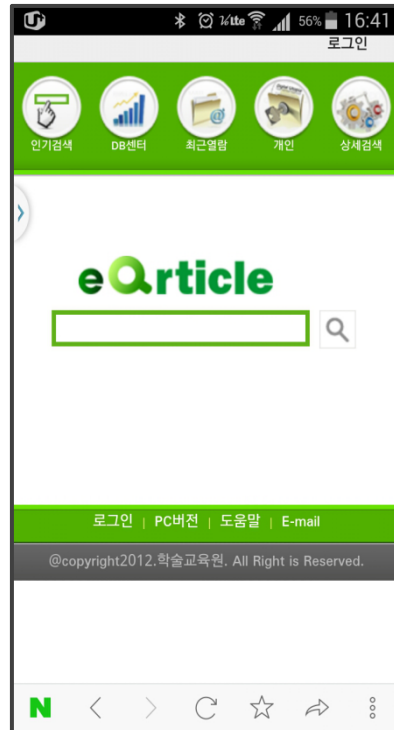 56% 16:41
로그인
인기검색 DB센터 최근열람 개인 상세검색
eArticle
로그인 | PC버전 | 도움말 | E-mail
@copyright2012.학술교육원. All Right is Reserved.
N